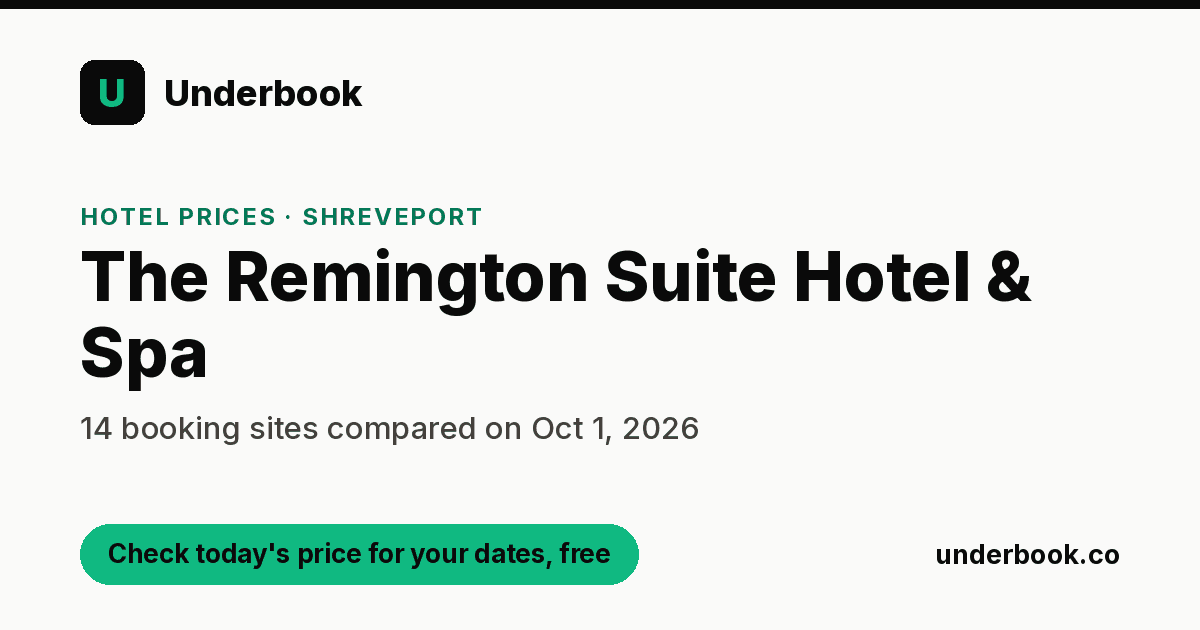 U Underbook
HOTEL PRICES · SHREVEPORT
The Remington Suite Hotel &
Spa
14 booking sites compared on Oct 1, 2026
Check today's price for your dates, free
underbook.co